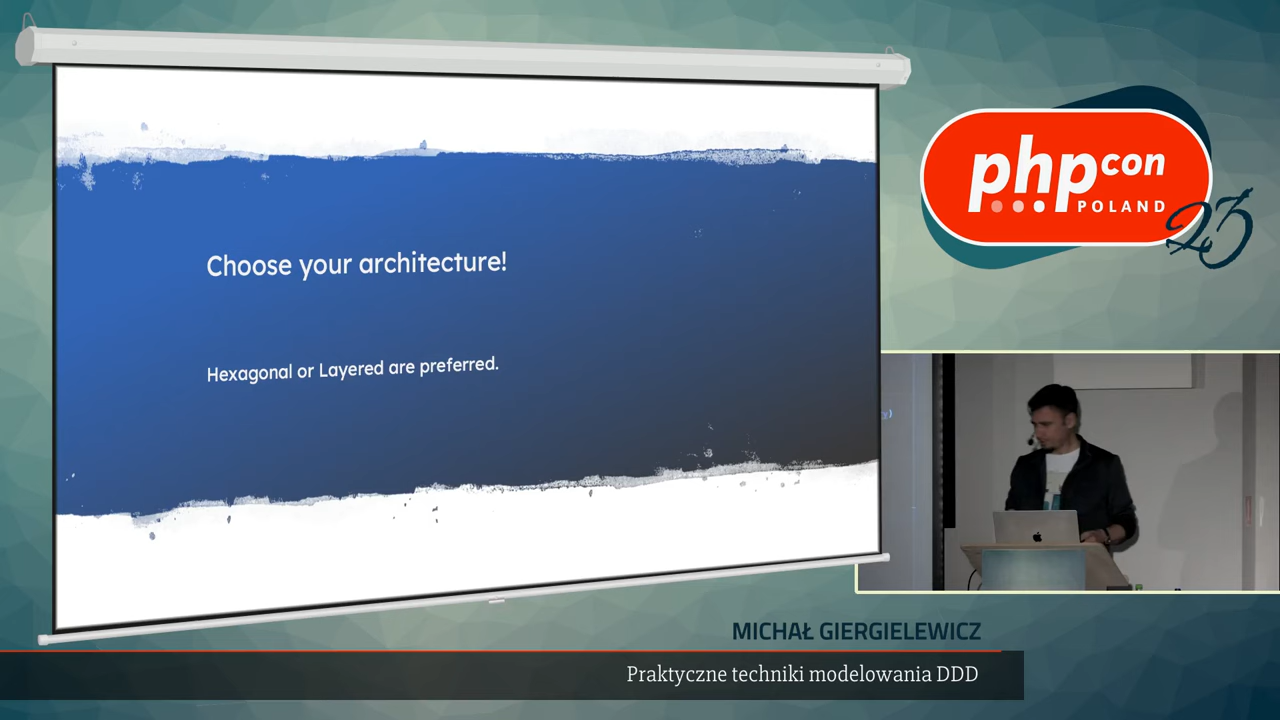 Choose your architecture!
Hexagonal or Layered are preferred.
phpcon
POLAND
23
MICHAŁ GIERGIELEWICZ
Praktyczne techniki modelowania DDD